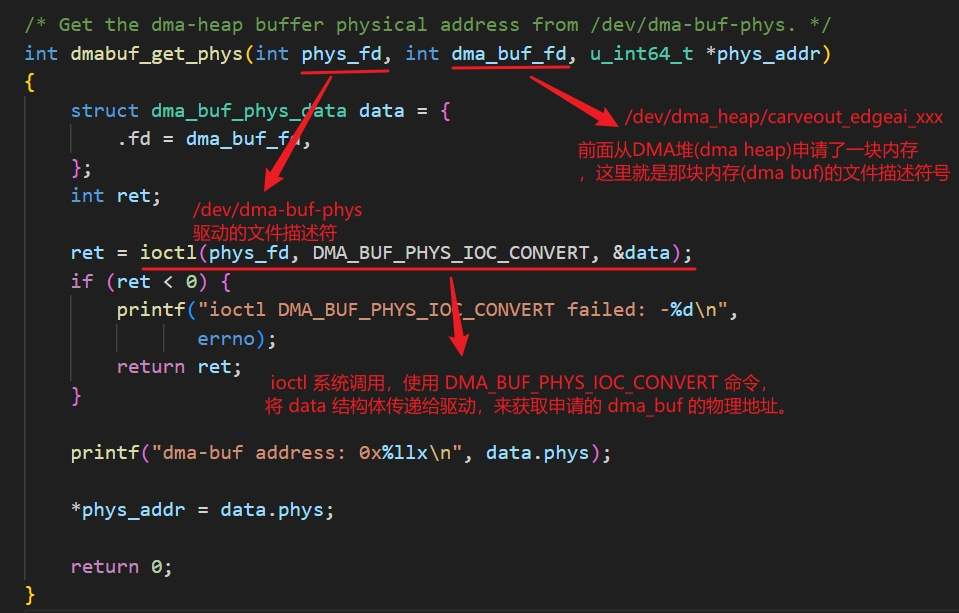 /* Get the dma-heap buffer physical address from /dev/dma-buf-phys. */
int dmabuf_get_phys(int phys_fd, int dma_buf_fd, u_int64_t *phys_addr)
{
struct dma_buf_phys_data data = {
/dev/dma_heap/carveout_edgeai_xxx
.fd = dma_buf_fd,
前面从DMA堆(dma heap)申请了一块内存
};
,这里就是那块内存(dma buf)的文件描述符号
int ret;
/dev/dma-buf-phys
驱动的文件描述符
ret = ioctl(phys_fd, DMA_BUF_PHYS_IOC_CONVERT, &data);
if (ret < 0) {
printf("ioctl DMA_BUF_PHYS_IOC_CONVERT failed: -%d\n",
errno);
return ret;
ioctl 系统调用，使用 DMA_BUF_PHYS_IOC_CONVERT 命令，
}
将 data 结构体传递给驱动，来获取申请的 dma_buf 的物理地址。
printf("dma-buf address: 0x%llx\n", data.phys);
*phys_addr = data.phys;
return 0;
}